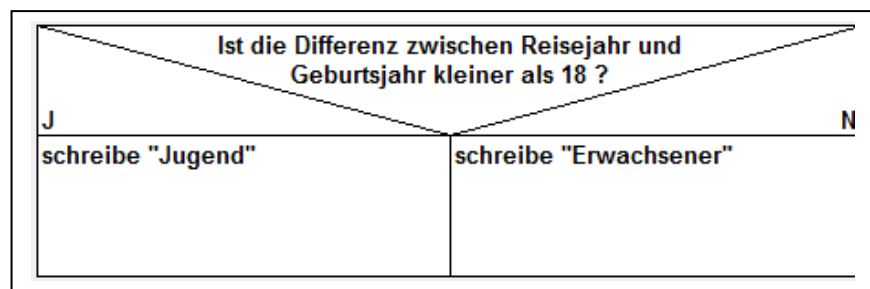 Ist die Differenz zwischen Reisejahr und
Geburtsjahr kleiner als 18 ?
J N
schreibe "Jugend" schreibe "Erwachsener"